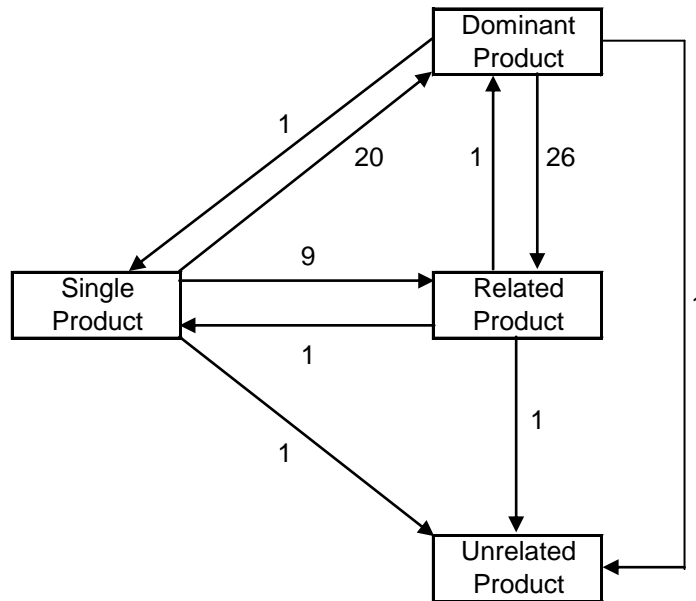 Dominant
Product
1
20
1
26
9
Single
Product
Related
Product
1
1
1
Unrelated
Product